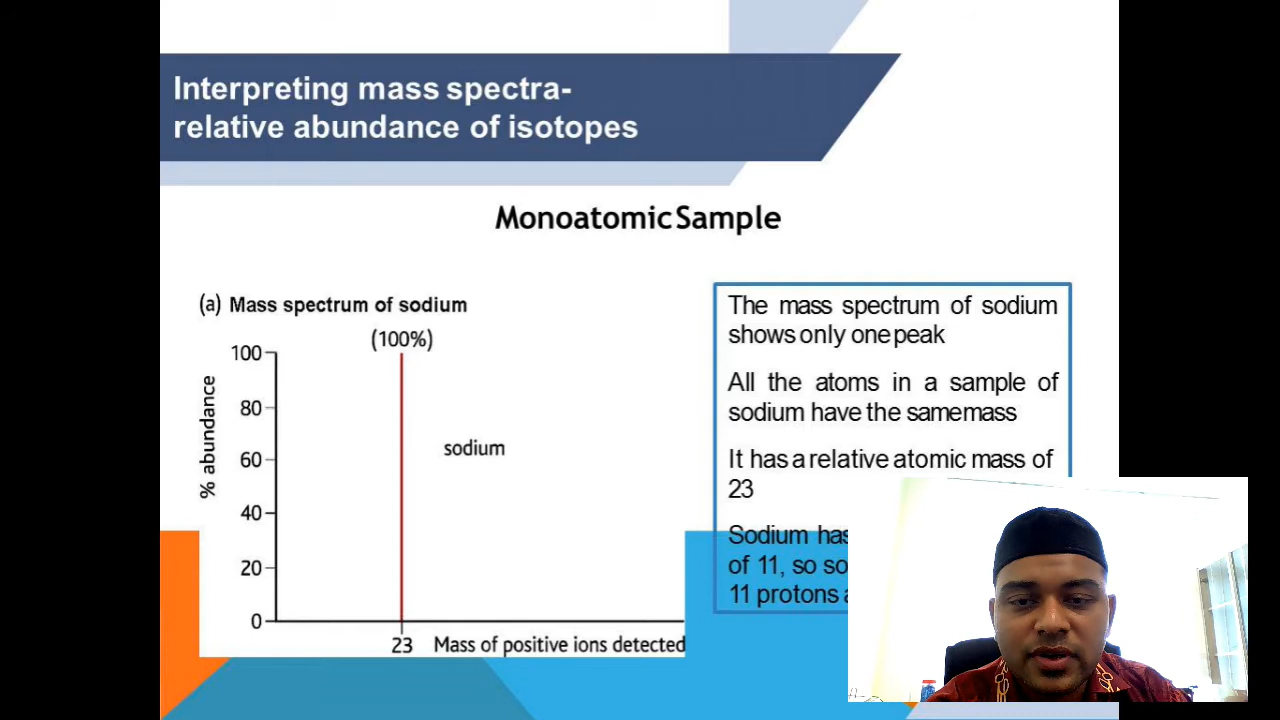 Interpreting mass spectra-
relative abundance of isotopes
Monoatomic Sample
(a) Mass spectrum of sodium
(100%)
100
80
60
40
20
0
% abundance
sodium
23 Mass of positive ions detected
The mass spectrum of sodium
shows only one peak
All the atoms in a sample of
sodium have the same mass
It has a relative atomic mass of
23
Sodium has
of 11, so
11 protons